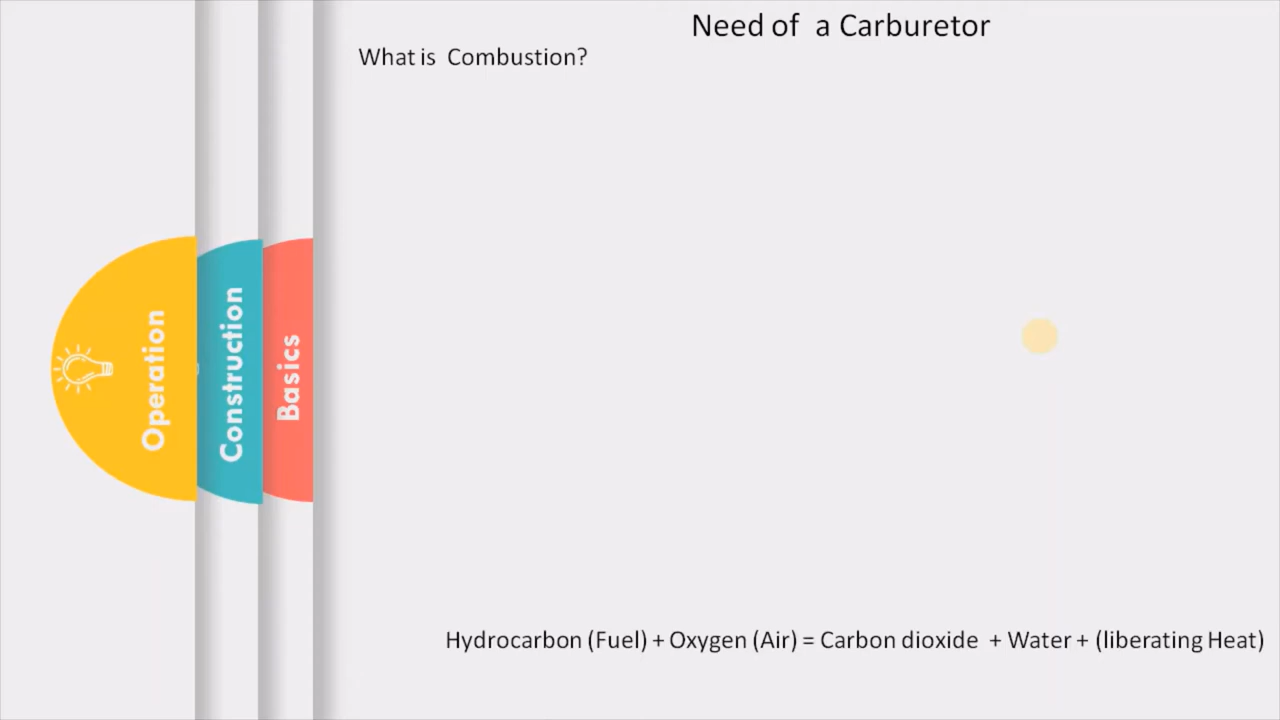 Need of a Carburetor
What is Combustion?
Operation
Construction
Basics
Hydrocarbon (Fuel) + Oxygen (Air) = Carbon dioxide + Water + (liberating Heat)